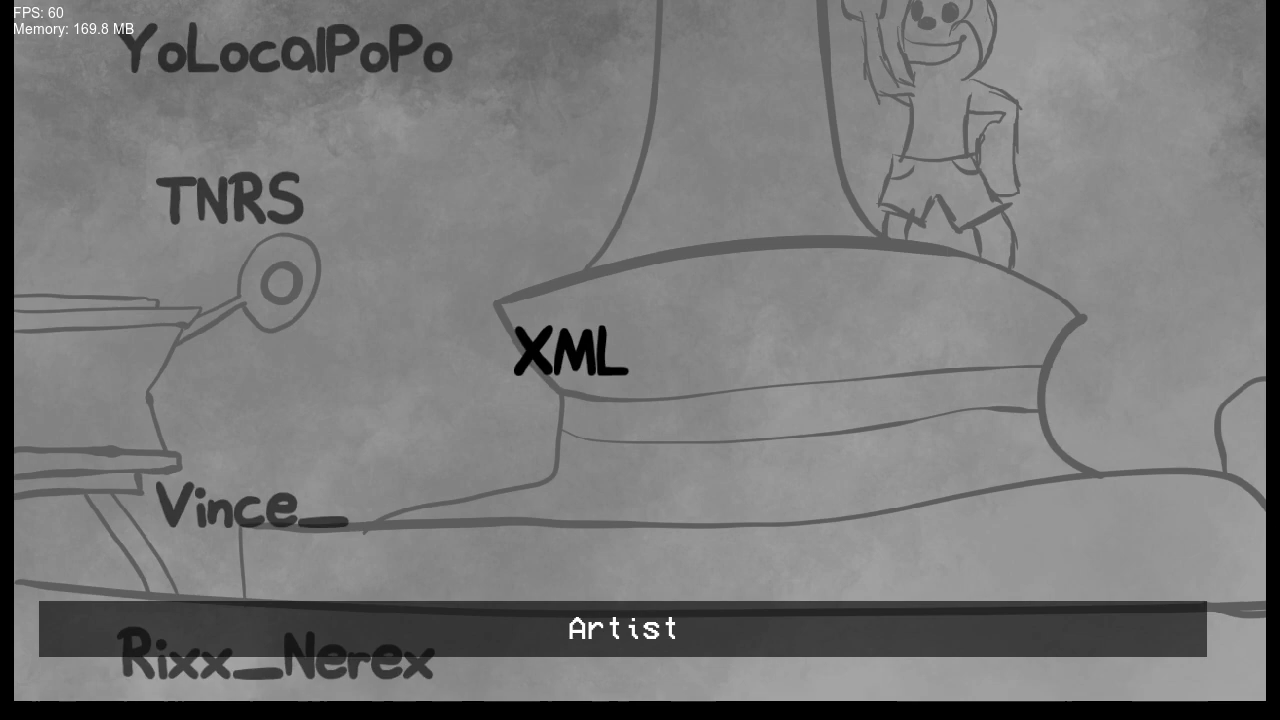 FPS: 60
Memory: 169.8 MB
YoLocalPoPo
TNRS
XML
Vince_
Artist
Rixx_Nerex